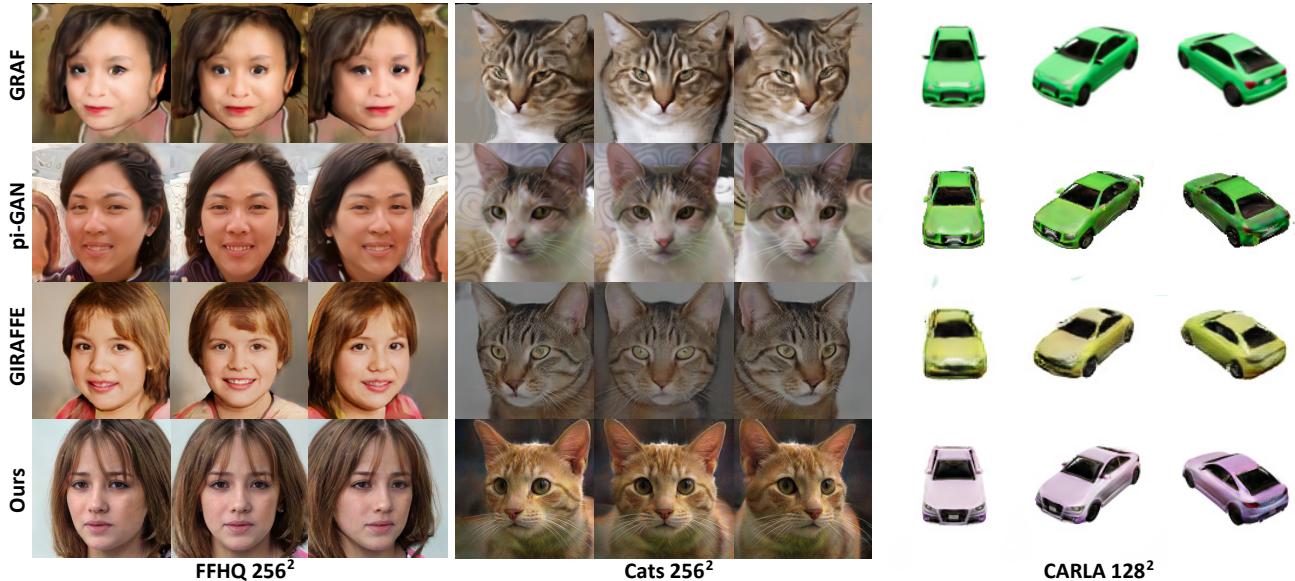 GRAF
pi-GAN
GIRAFFE
Ours
FFHQ 256²
Cats 256²
CARLA 128²